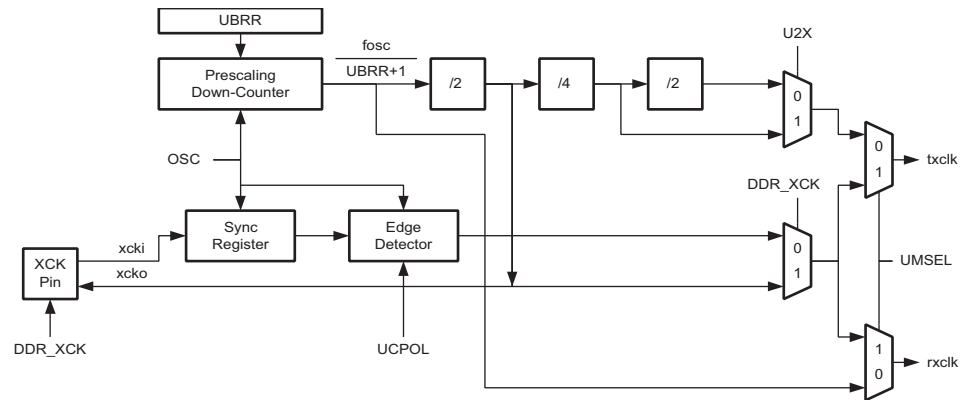 UBRR
fosc
UBRR+1
U2X
Prescaling
Down-Counter
/2
/4
/2
0
1
OSC
0
1
txclk
DDR_XCK
Sync
Register
Edge
Detector
0
1
UMSEL
XCK
Pin
xcki
xcko
DDR_XCK
UCPOL
1
0
rxclk